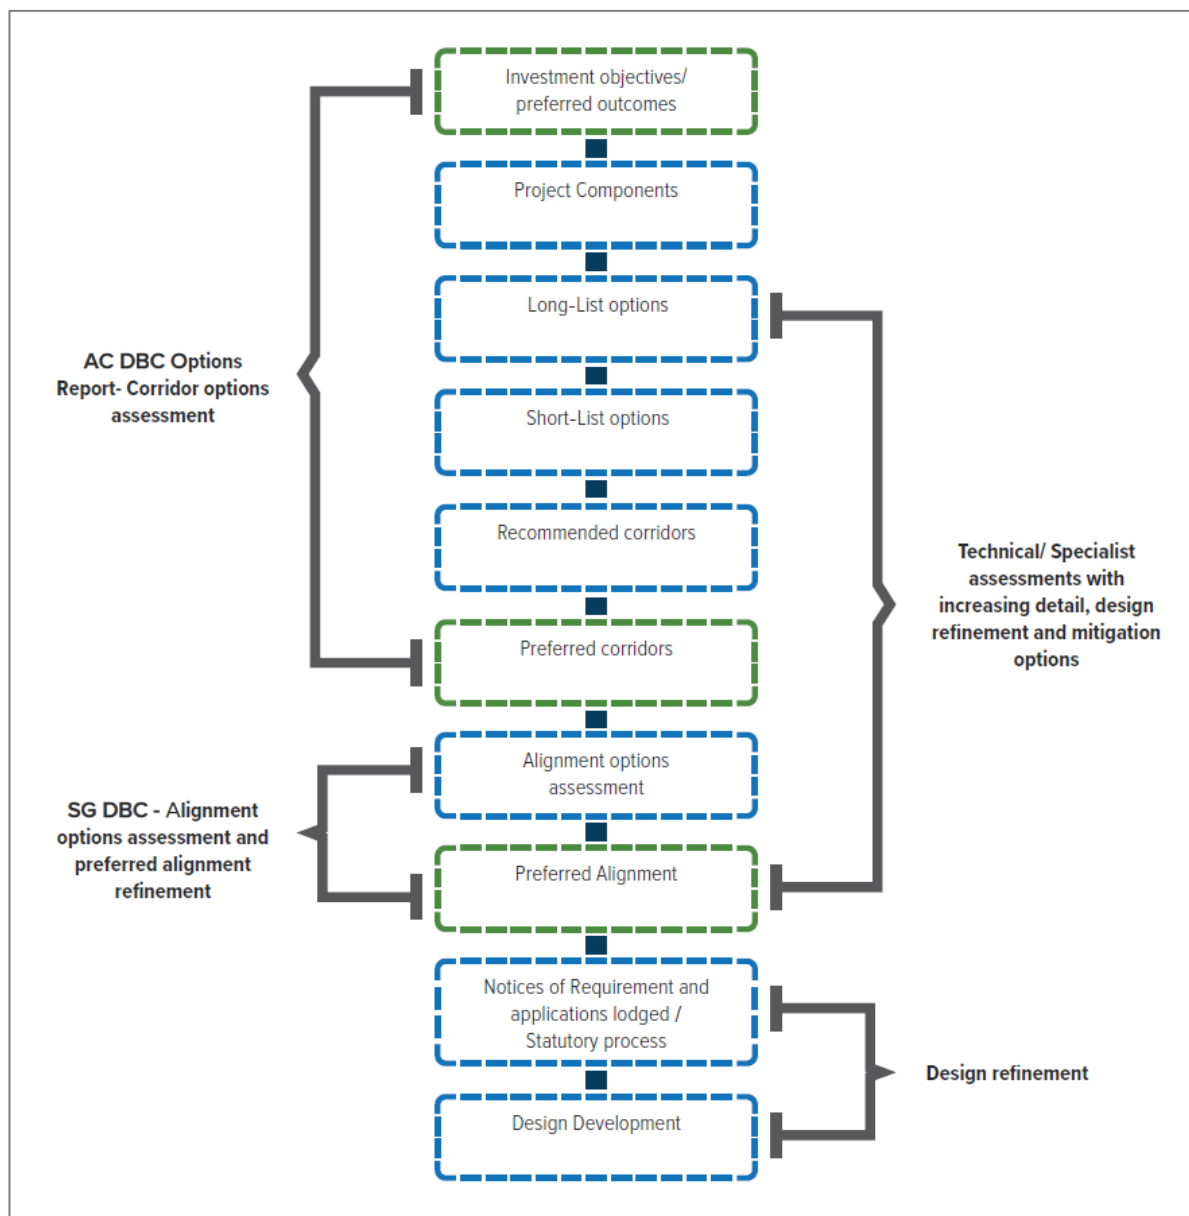 Investment objectives/
preferred outcomes
Project Components
Long-List options
AC DBC Options
Report- Corridor options
assessment
Short-List options
Recommended corridors
Technical/ Specialist
assessments with
increasing detail, design
refinement and mitigation
options
Preferred corridors
Alignment options
assessment
SG DBC - Alignment
options assessment and
preferred alignment
refinement
Preferred Alignment
Notices of Requirement and
applications lodged /
Statutory process
Design refinement
Design Development